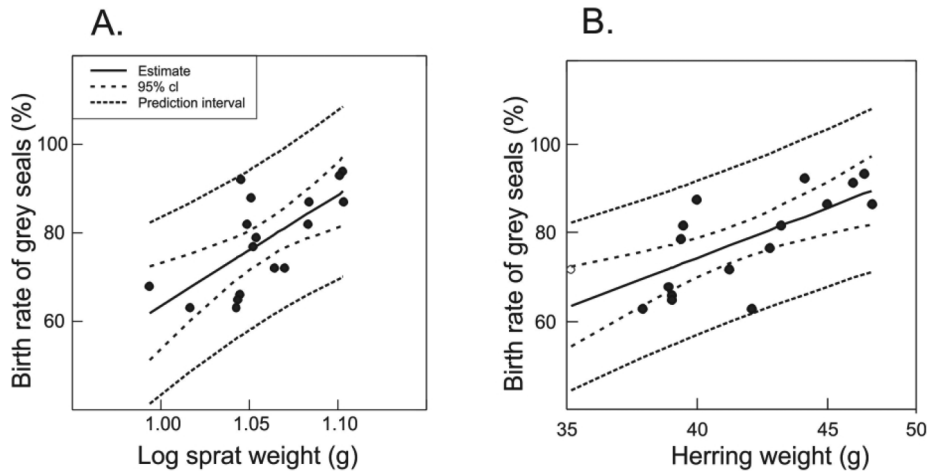 A.
Estimate
95% cl
Prediction interval
Birth rate of grey seals (%)
100
80
60
1.00 1.05 1.10
Log sprat weight (g)
B.
Birth rate of grey seals (%)
100
80
60
35 40 45 50
Herring weight (g)